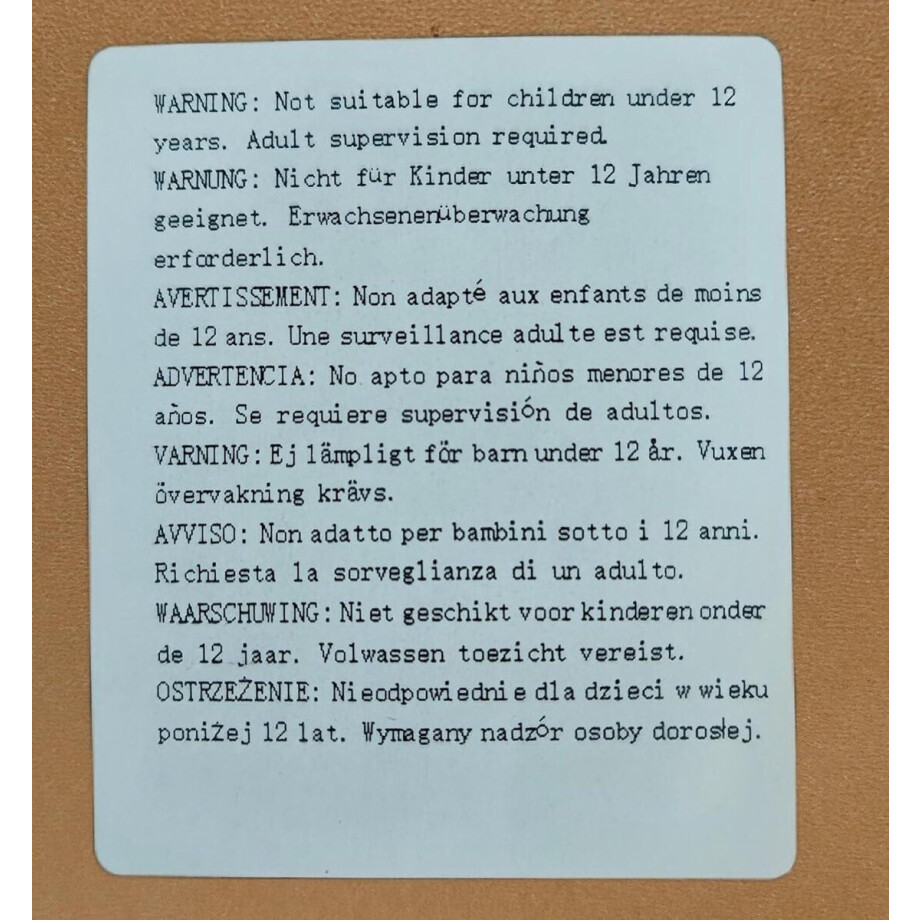 WARNING: Not suitable for children under 12
years. Adult supervision required.
WARNUNG: Nicht für Kinder unter 12 Jahren
geeignet. Erwachsenenüberwachung
erforderlich.
AVERTISSEMENT: Non adapté aux enfants de moins
de 12 ans. Une surveillance adulte est requise.
ADVERTENCIA: No apto para niños menores de 12
años. Se requiere supervisión de adultos.
VARNING: Ej lämpligt för barn under 12 år. Vuxen
övervakning krävs.
AVVISO: Non adatto per bambini sotto i 12 anni.
Richiesta la sorveglianza di un adulto.
WAARSCHUWING: Niet geschikt voor kinderen onder
de 12 jaar. Volwassen toezicht vereist.
OSTRZEŻENIE: Nieodpowiednie dla dzieci w wieku
poniżej 12 lat. Wymagany nadzór osoby dorosłej.